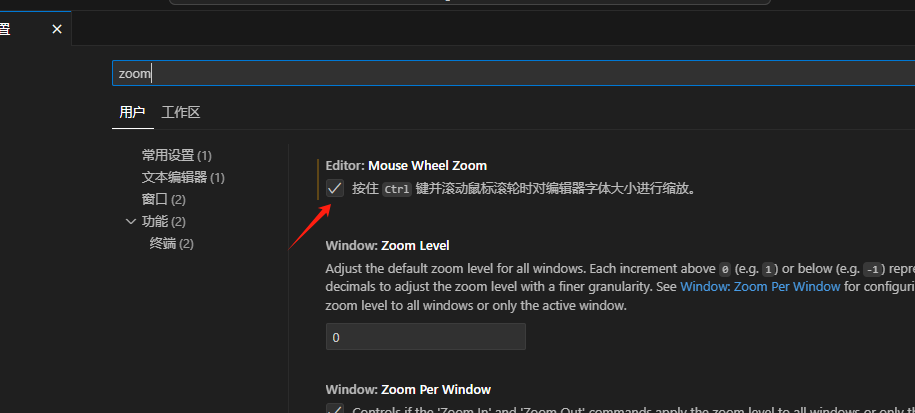 置
zoom
用户 工作区
常用设置 (1)
文本编辑器 (1)
窗口 (2)
功能 (2)
终端 (2)
Editor: Mouse Wheel Zoom
按住 Ctrl 键并滚动鼠标滚轮时对编辑器字体大小进行缩放。
Window: Zoom Level
Adjust the default zoom level for all windows. Each increment above 0 (e.g. 1) or below (e.g. -1) repre
decimals to adjust the zoom level with a finer granularity. See Window: Zoom Per Window for configuri
zoom level to all windows or only the active window.
0
Window: Zoom Per Window
Controls if the 'Zoom In' and 'Zoom Out' commands apply the zoom level to all windows or only th